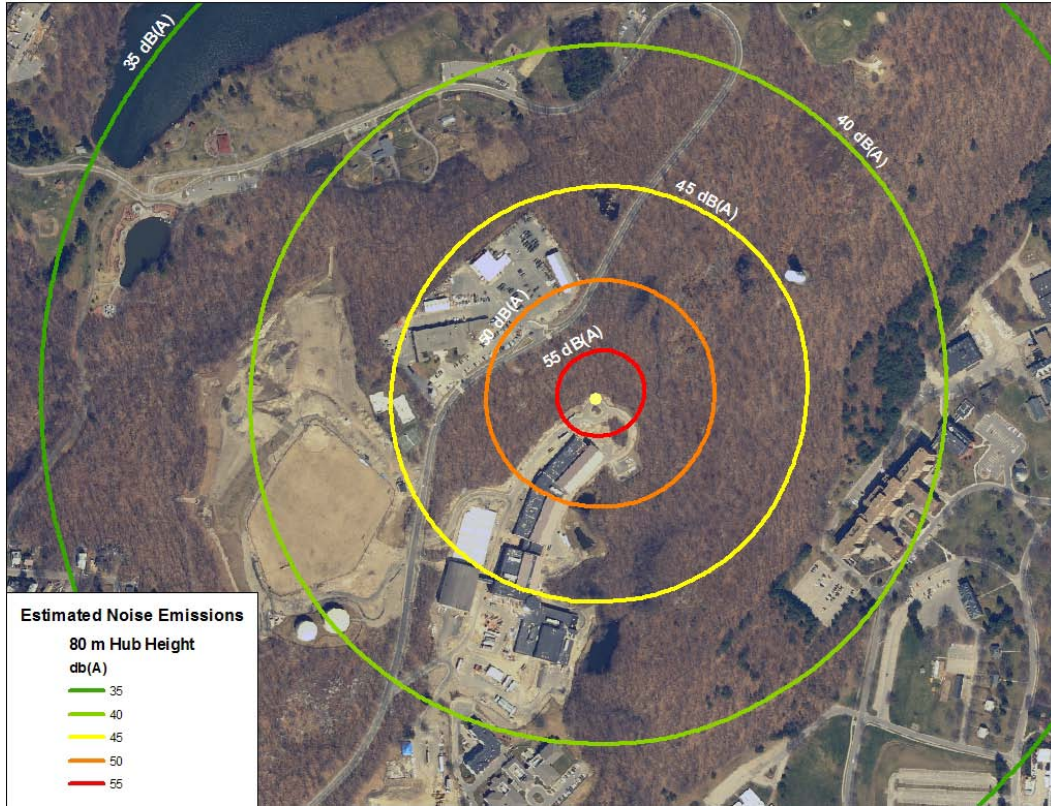 35 dB(A)
40 dB(A)
45 dB(A)
50 dB(A)
55 dB(A)
Estimated Noise Emissions
80 m Hub Height
db(A)
35
40
45
50
55